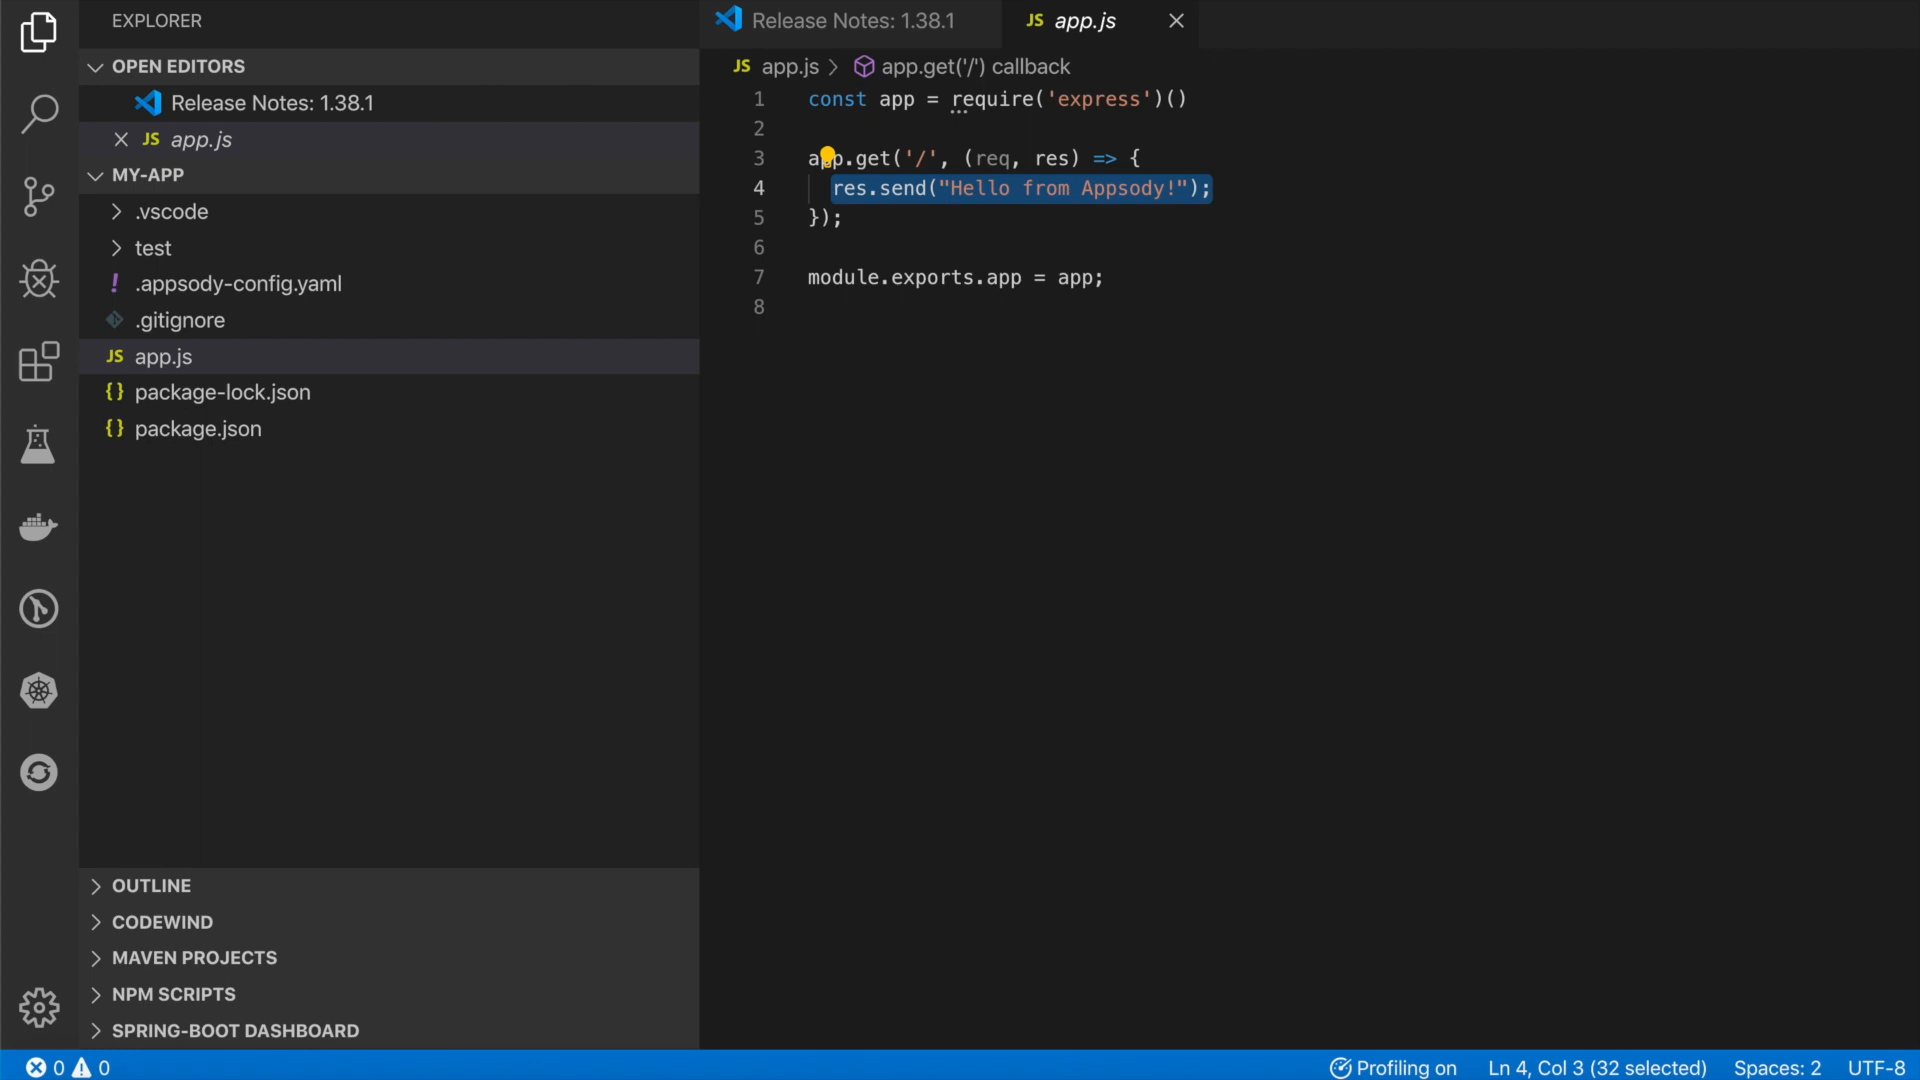 EXPLORER
OPEN EDITORS
Release Notes: 1.38.1
JS app.js
MY-APP
.vscode
test
! .appsody-config.yaml
.gitignore
JS app.js
{} package-lock.json
{} package.json
OUTLINE
CODEWIND
MAVEN PROJECTS
NPM SCRIPTS
SPRING-BOOT DASHBOARD
Release Notes: 1.38.1
JS app.js
JS app.js > app.get('/') callback
1 const app = require('express')()
2
3 app.get('/', (req, res) => {
4 res.send("Hello from Appsody!");
5 });
6
7 module.exports.app = app;
8
0 0
Profiling on
Ln 4, Col 3 (32 selected)
Spaces: 2
UTF-8